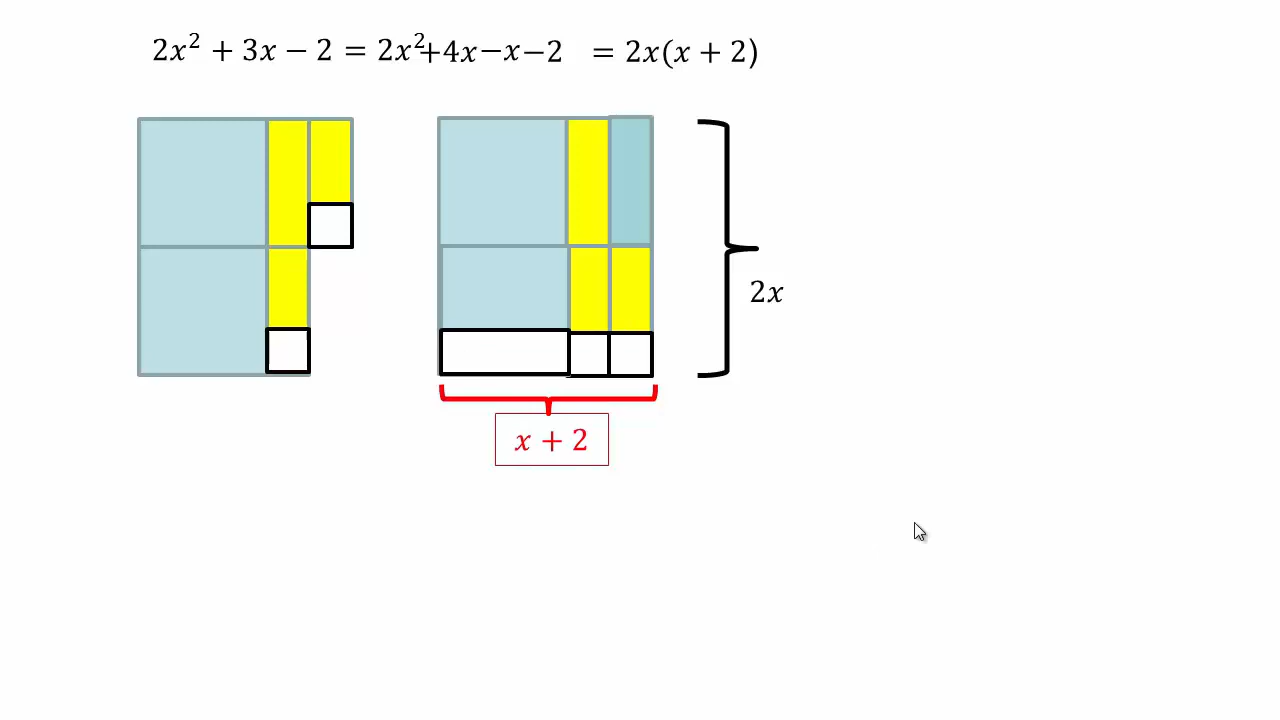 2x² + 3x − 2 = 2x²+4x−x−2 = 2x(x + 2)
2x
x + 2